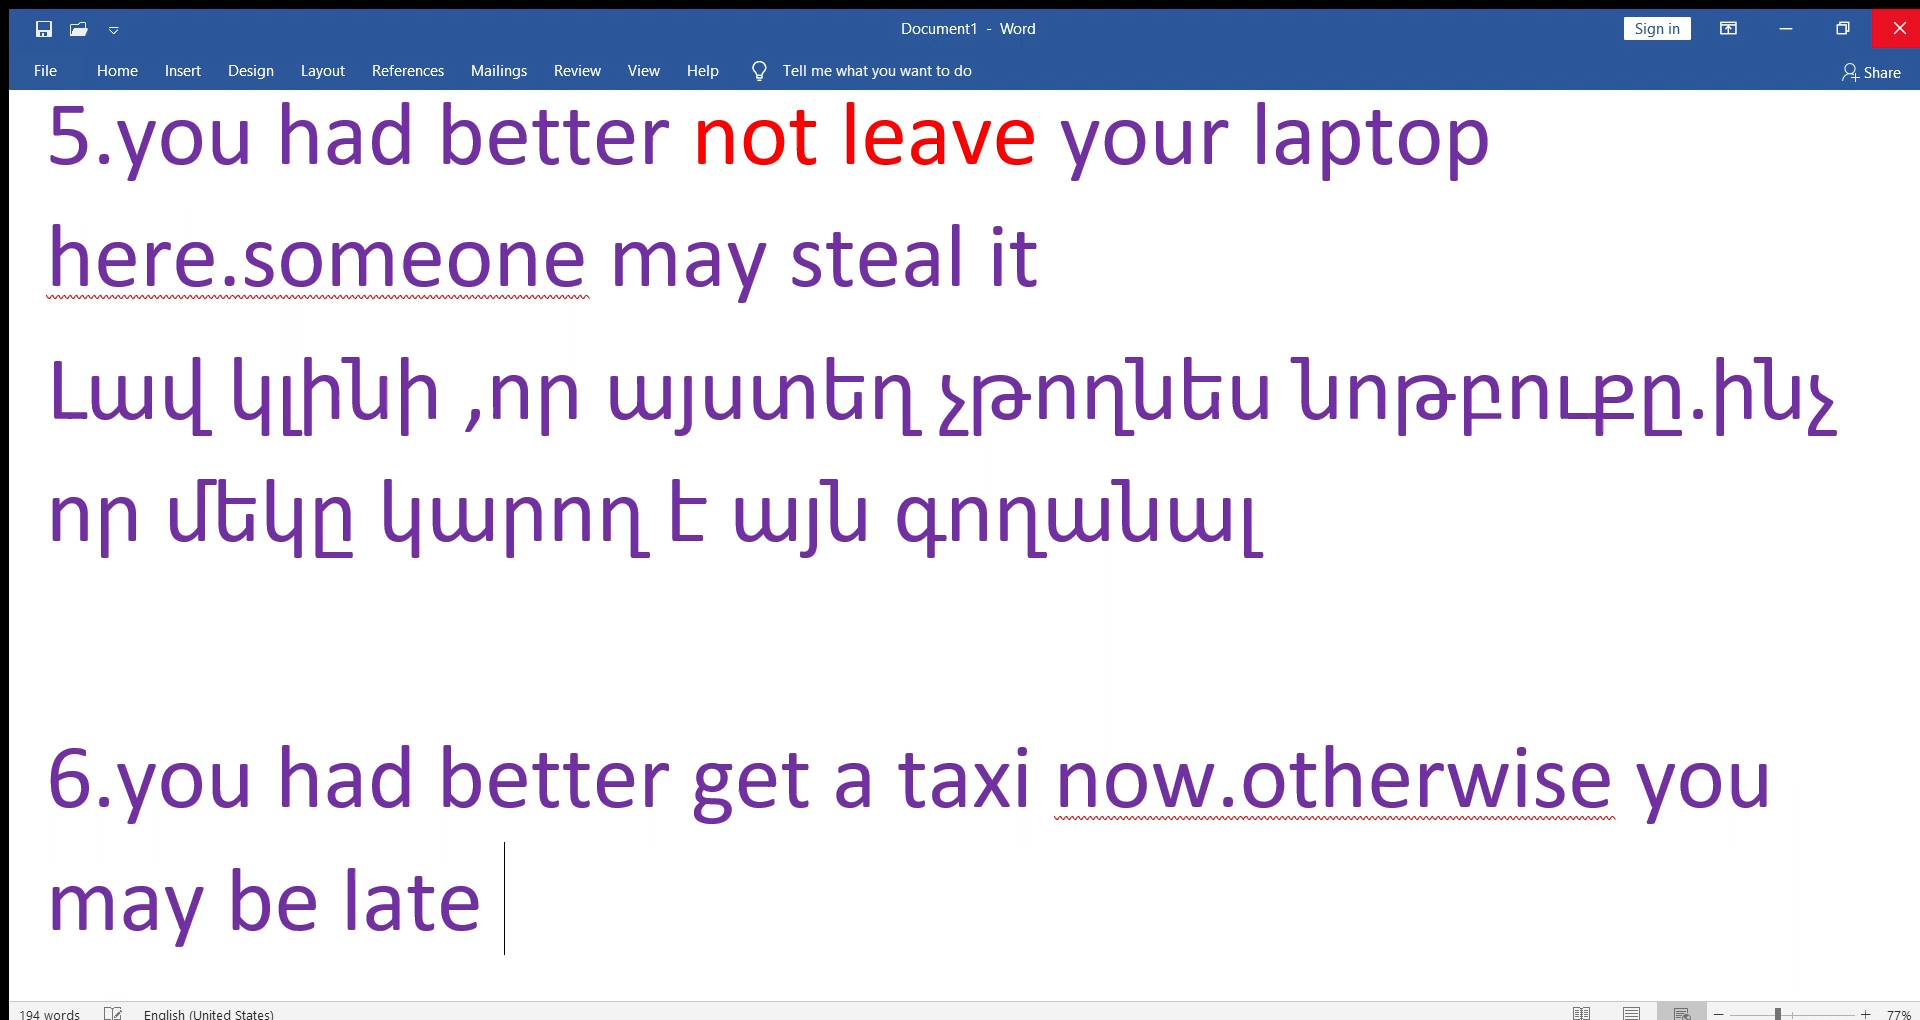 Document1 - Word
Sign in
File Home Insert Design Layout References Mailings Review View Help Tell me what you want to do Share
5.you had better not leave your laptop
here.someone may steal it
Լավ կլինի ,որ այստեղ չթողնես նոթբուքը.ինչ
որ մեկը կարող է այն գողանալ
6.you had better get a taxi now.otherwise you
may be late
194 words English (United States) 77%